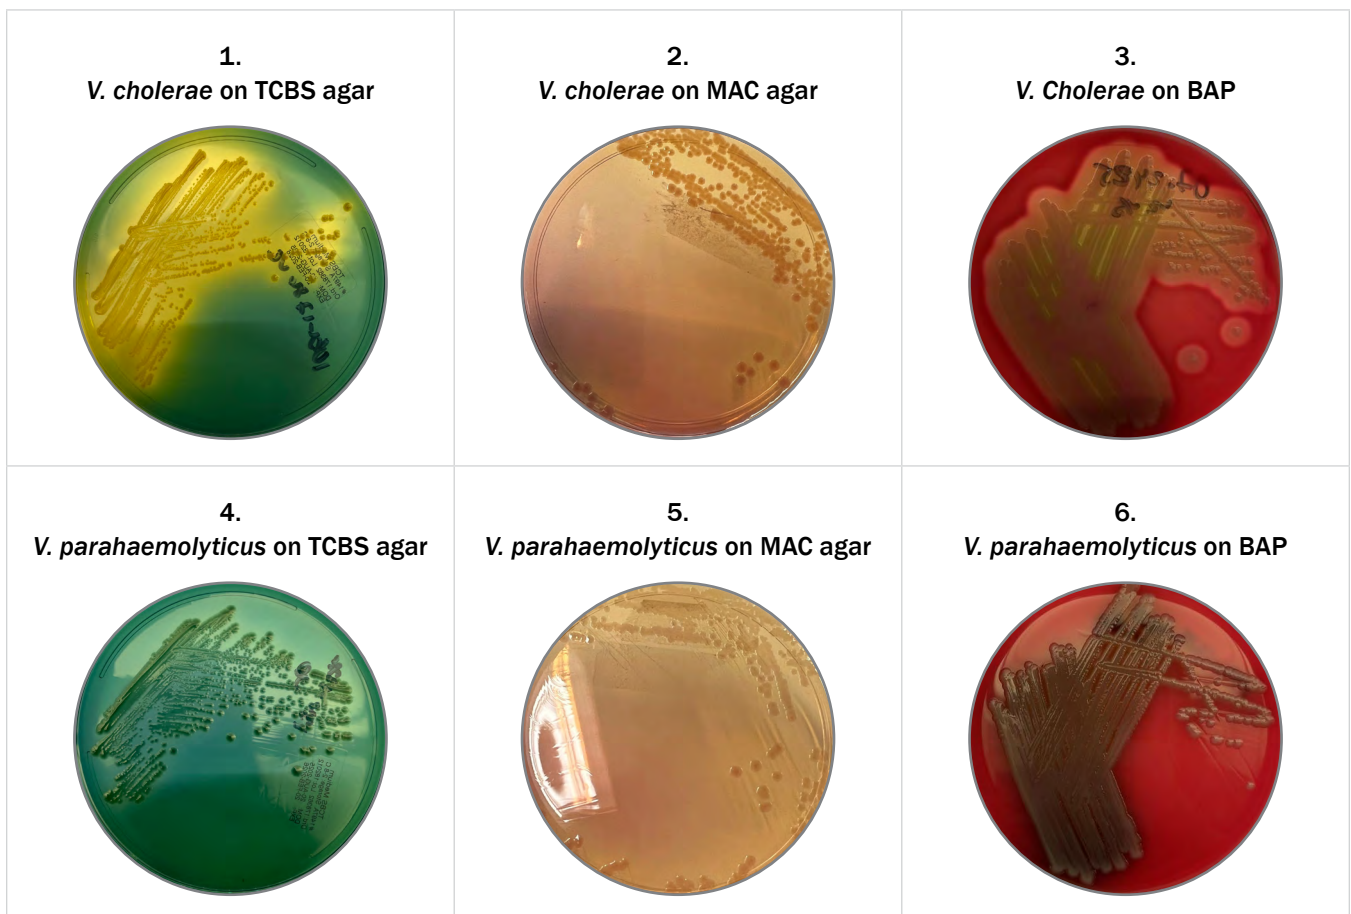 1.
V. cholerae on TCBS agar
2.
V. cholerae on MAC agar
3.
V. Cholerae on BAP
4.
V. parahaemolyticus on TCBS agar
5.
V. parahaemolyticus on MAC agar
6.
V. parahaemolyticus on BAP